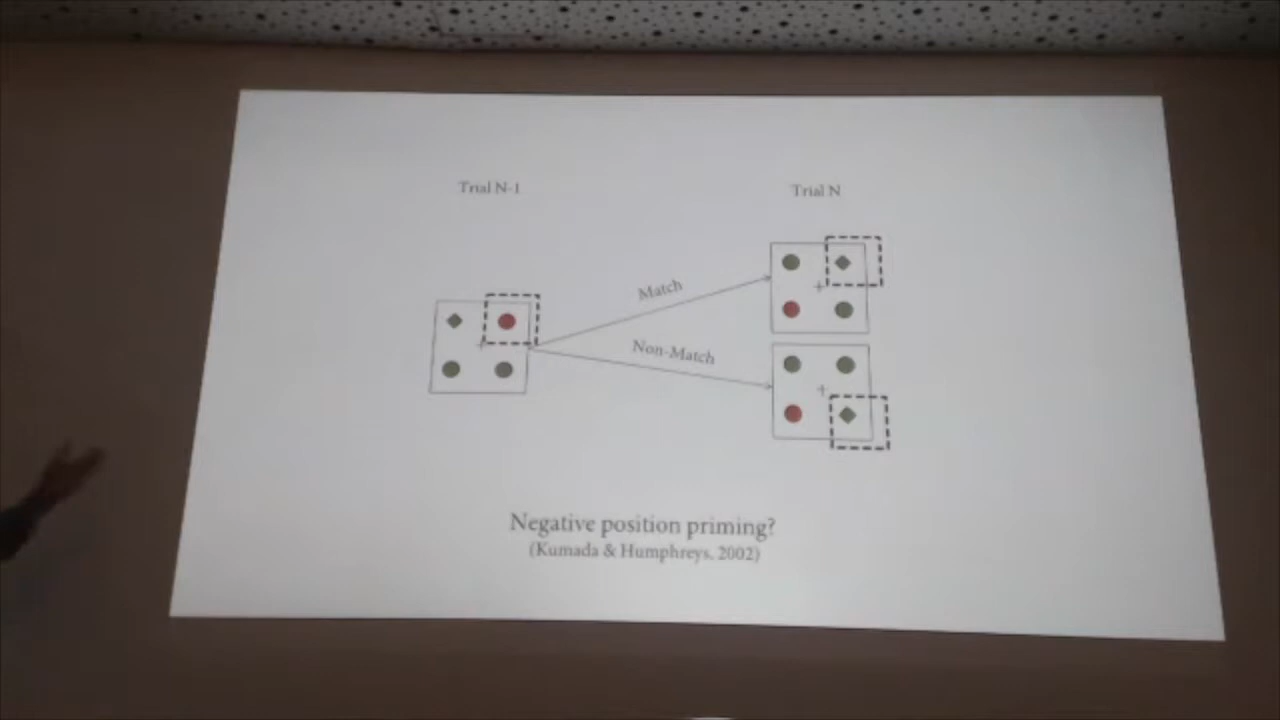 Trial N-1
Trial N
Match
Non-Match
Negative position priming?
(Kumada & Humphreys, 2002)